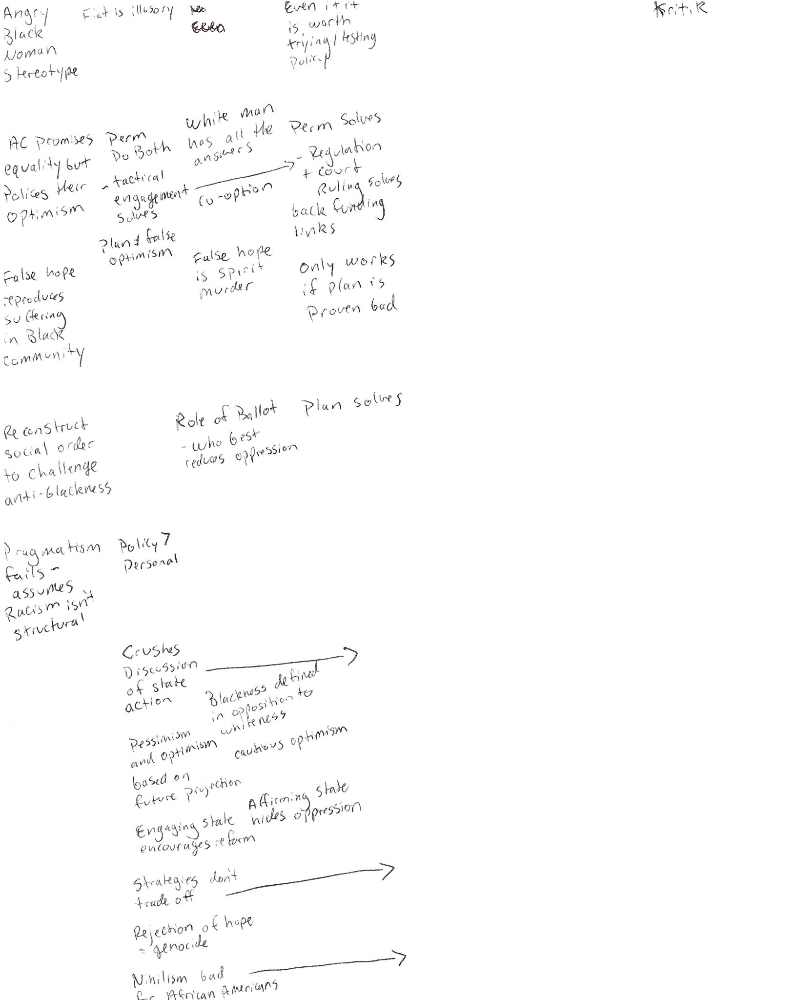 Angry
Black
Woman
Stereotype
Fiat is illusory
Even if it
is worth
trying/testing
policy
Kritik
AC promises
equality but
Polices their
optimism
Perm
Do Both
- tactical
engagement
solves
Plan ≠ false
optimism
white man
has all the
answers
co-option
False hope
is spirit
murder
Perm Solves
- Regulation
+ court
Ruling solves
back funding
links
only works
if plan is
Proven bad
False hope
reproduces
suffering
in Black
community
Reconstruct
social order
to challenge
anti-blackness
Role of Ballot
- who best
reduces oppression
Plan solves
Pragmatism
fails -
assumes
Racism isn't
structural
Policy >
Personal
Crushes
Discussion
of state
action
Blackness defined
in opposition to
whiteness
Pessimism
and optimism
based on
future projection
cautious optimism
Engaging state
encourages reform
Affirming state
hides oppression
Strategies don't
trade off
Rejection of hope
= genocide
Nihilism bad
for African Americans